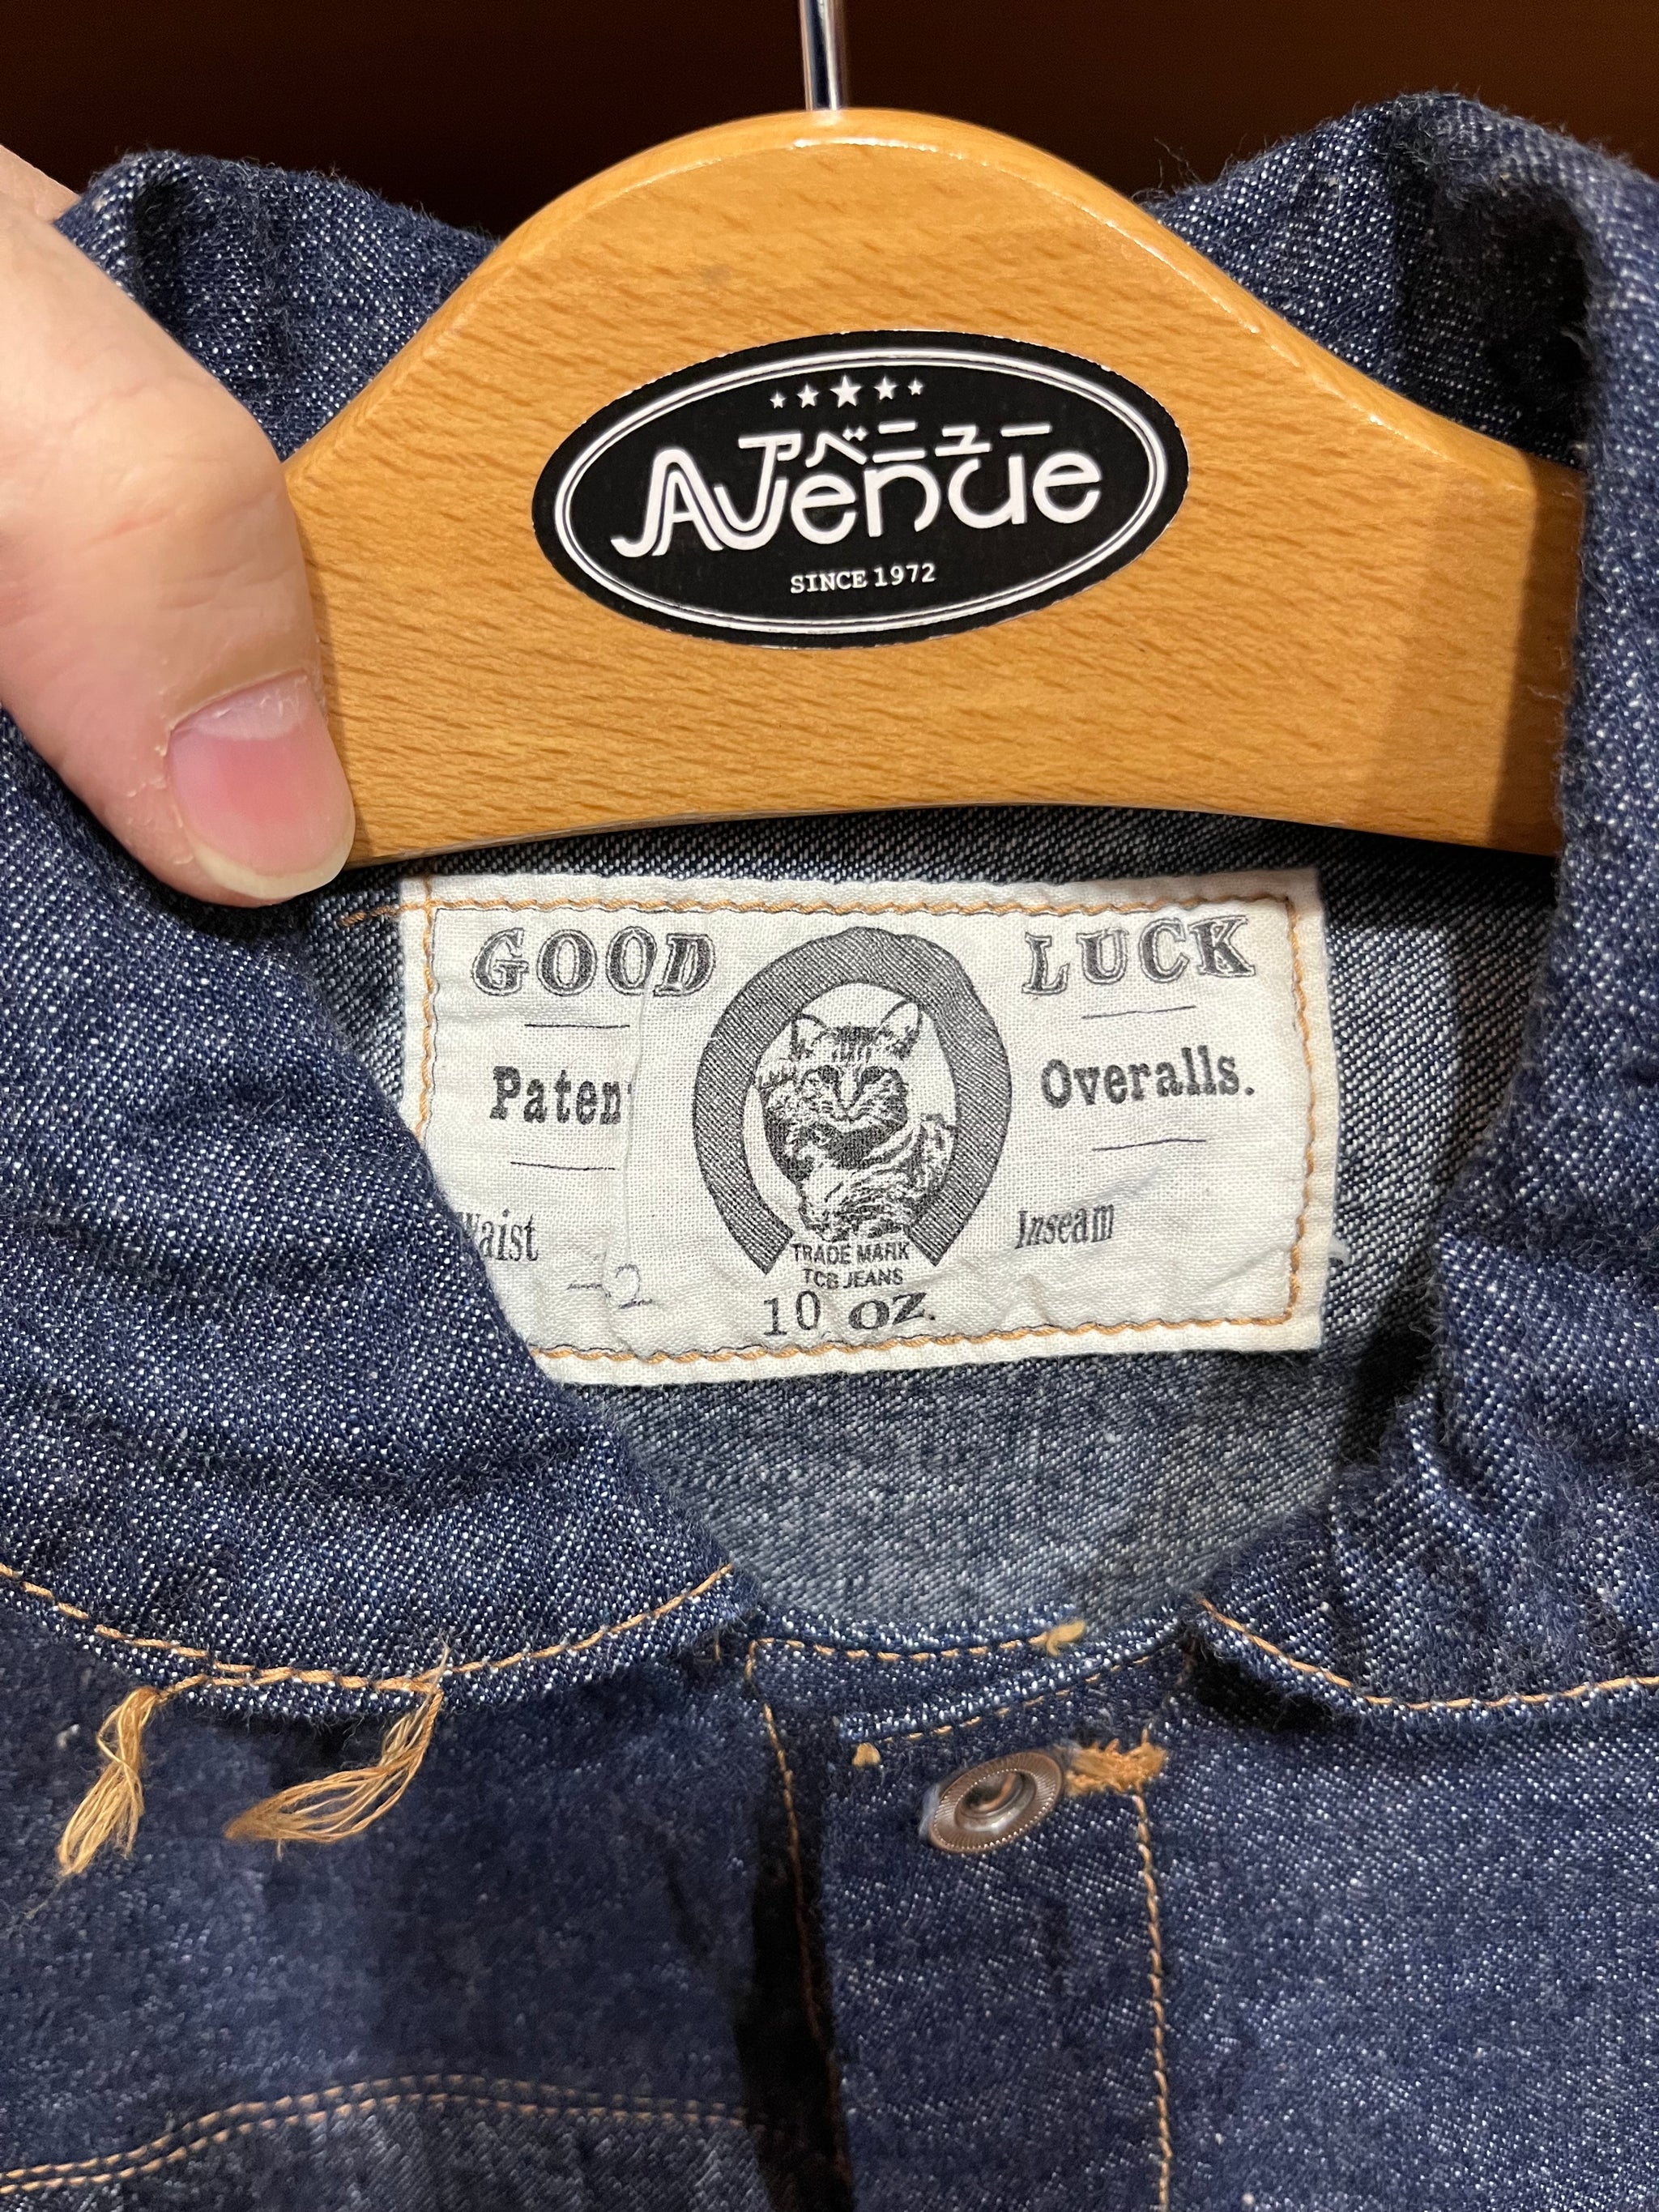 アベニュー
Avenue
SINCE 1972
GOOD LUCK
Paten Overalls.
Waist Inseam
TRADE MARK
TCB JEANS
10 OZ.